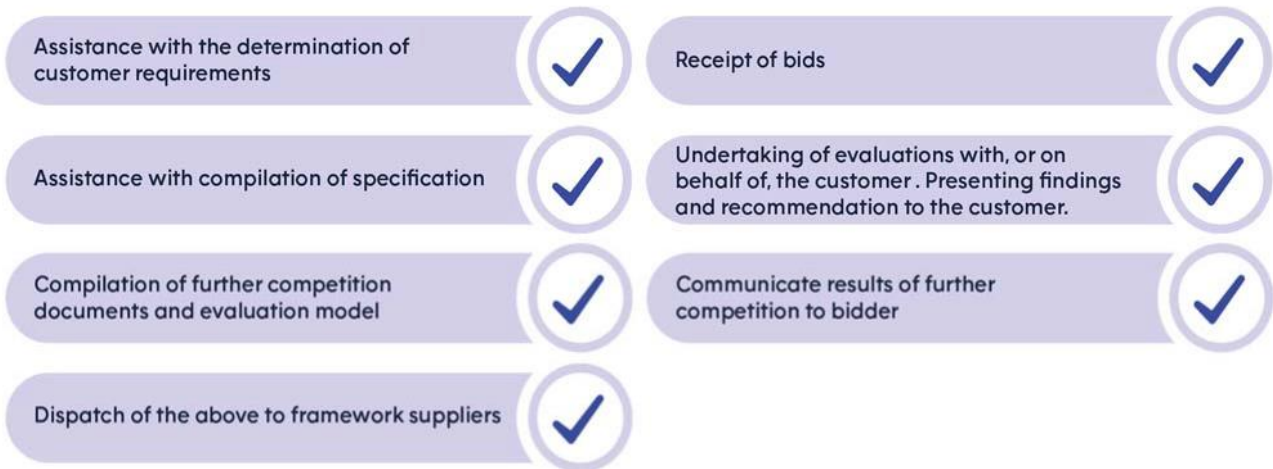 Assistance with the determination of
customer requirements
Assistance with compilation of specification
Compilation of further competition
documents and evaluation model
Dispatch of the above to framework suppliers
Receipt of bids
Undertaking of evaluations with, or on
behalf of, the customer . Presenting findings
and recommendation to the customer.
Communicate results of further
competition to bidder